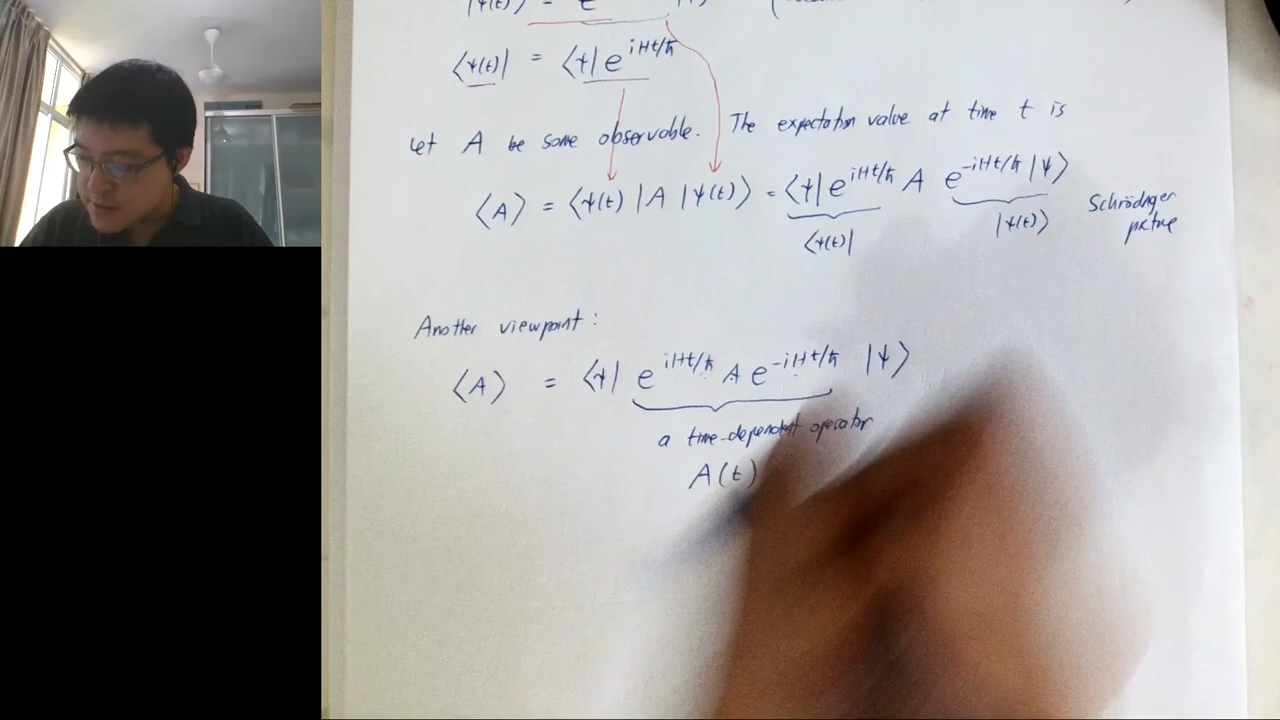 |ψ(t)⟩ = e
⟨ψ(t)| = ⟨ψ| e^{iHt/ħ}
Let A be some observable. The expectation value at time t is
⟨A⟩ = ⟨ψ(t)|A|ψ(t)⟩ = ⟨ψ|e^{iHt/ħ} A e^{-iHt/ħ}|ψ⟩
⟨ψ(t)| |ψ(t)⟩
Schrödinger
picture
Another viewpoint:
⟨A⟩ = ⟨ψ| e^{iHt/ħ} A e^{-iHt/ħ} |ψ⟩
a time-dependent operator
A(t)